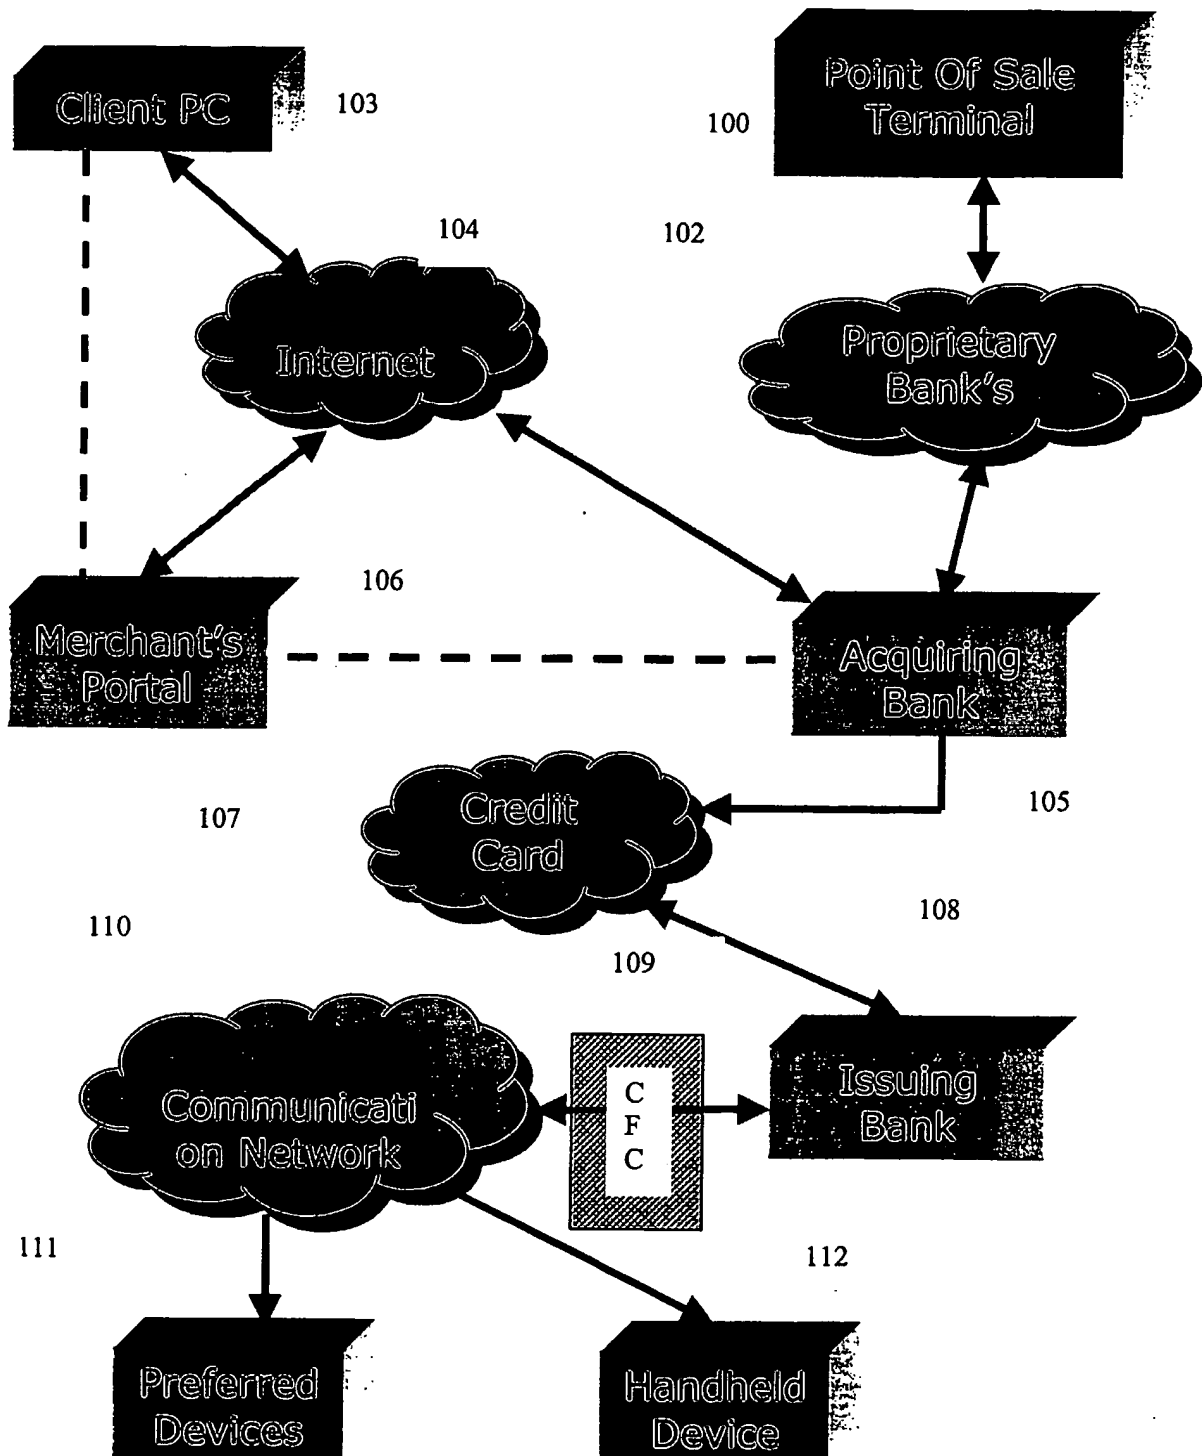 Client PC
103
Point Of Sale
Terminal
100
104
102
Internet
Proprietary
Bank's
106
Merchant's
Portal
Acquiring
Bank
Credit
Card
107
105
110
108
109
Communicati
on Network
C
F
C
Issuing
Bank
111
112
Preferred
Devices
Handheld
Device